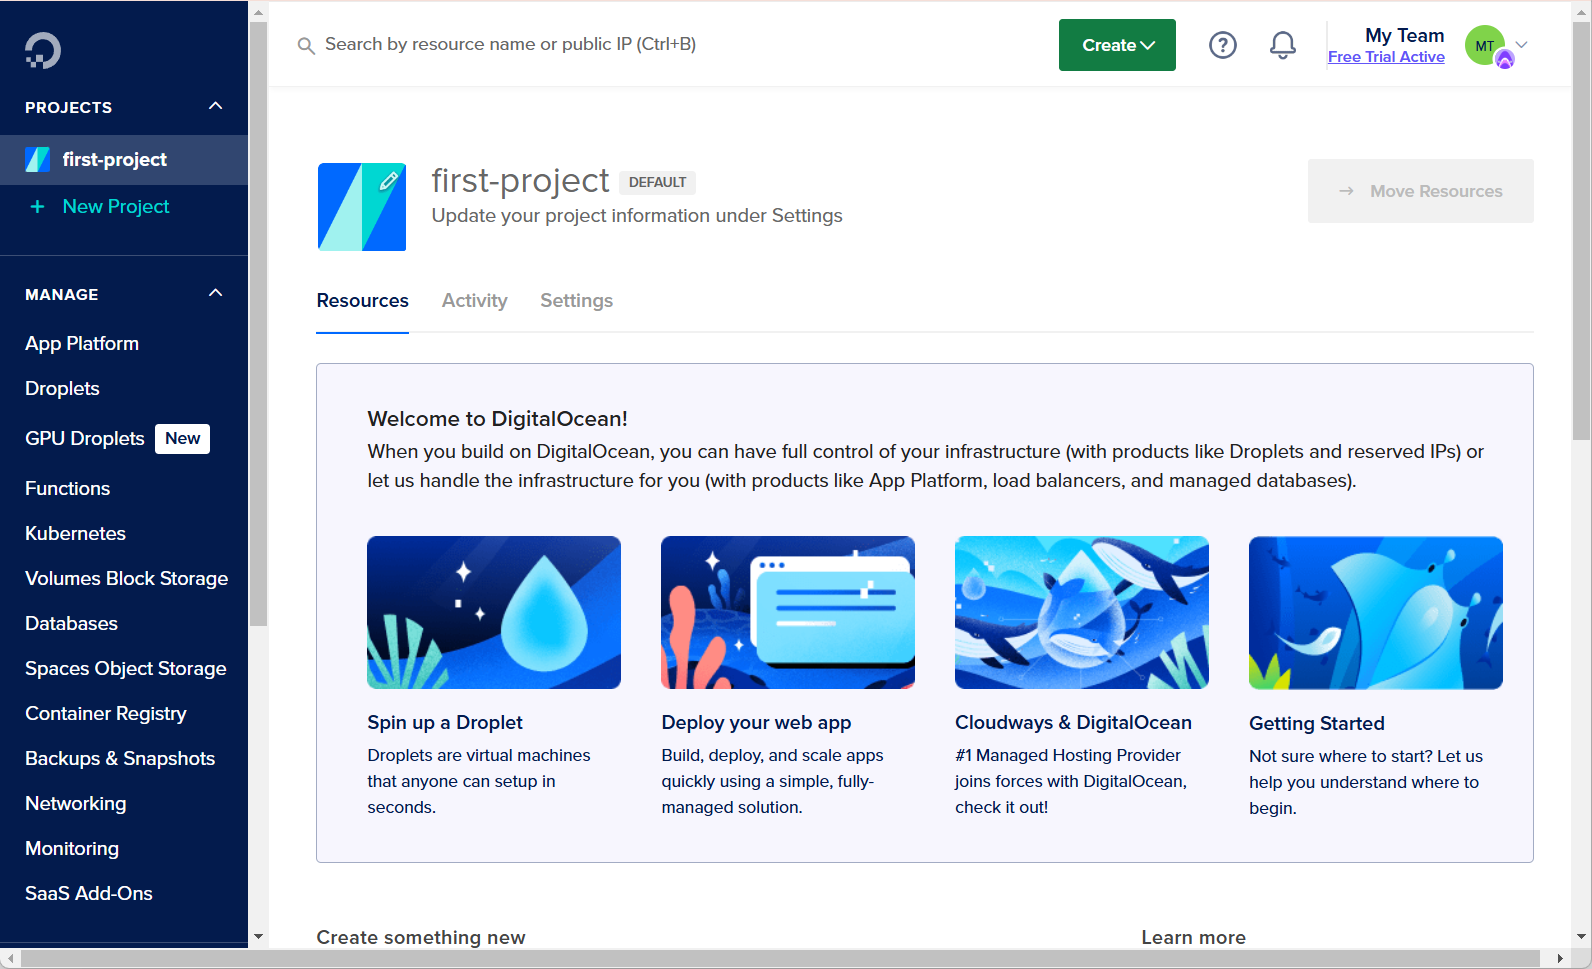 PROJECTS
first-project
+ New Project
MANAGE
App Platform
Droplets
GPU Droplets New
Functions
Kubernetes
Volumes Block Storage
Databases
Spaces Object Storage
Container Registry
Backups & Snapshots
Networking
Monitoring
SaaS Add-Ons
Search by resource name or public IP (Ctrl+B)
Create
?
My Team
Free Trial Active
MT
first-project DEFAULT
Update your project information under Settings
→ Move Resources
Resources Activity Settings
Welcome to DigitalOcean!
When you build on DigitalOcean, you can have full control of your infrastructure (with products like Droplets and reserved IPs) or
let us handle the infrastructure for you (with products like App Platform, load balancers, and managed databases).
Spin up a Droplet
Droplets are virtual machines
that anyone can setup in
seconds.
Deploy your web app
Build, deploy, and scale apps
quickly using a simple, fully-
managed solution.
Cloudways & DigitalOcean
#1 Managed Hosting Provider
joins forces with DigitalOcean,
check it out!
Getting Started
Not sure where to start? Let us
help you understand where to
begin.
Create something new
Learn more